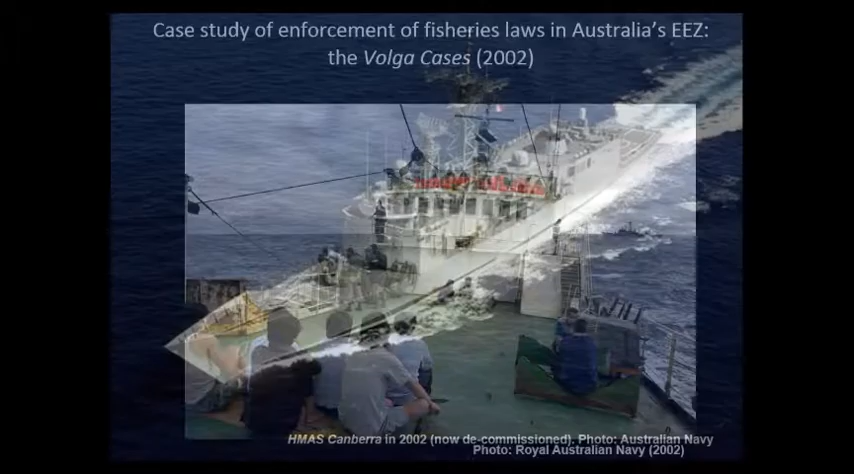 Case study of enforcement of fisheries laws in Australia's EEZ:
the Volga Cases (2002)
HMAS Canberra in 2002 (now de-commissioned). Photo: Australian Navy
Photo: Royal Australian Navy (2002)